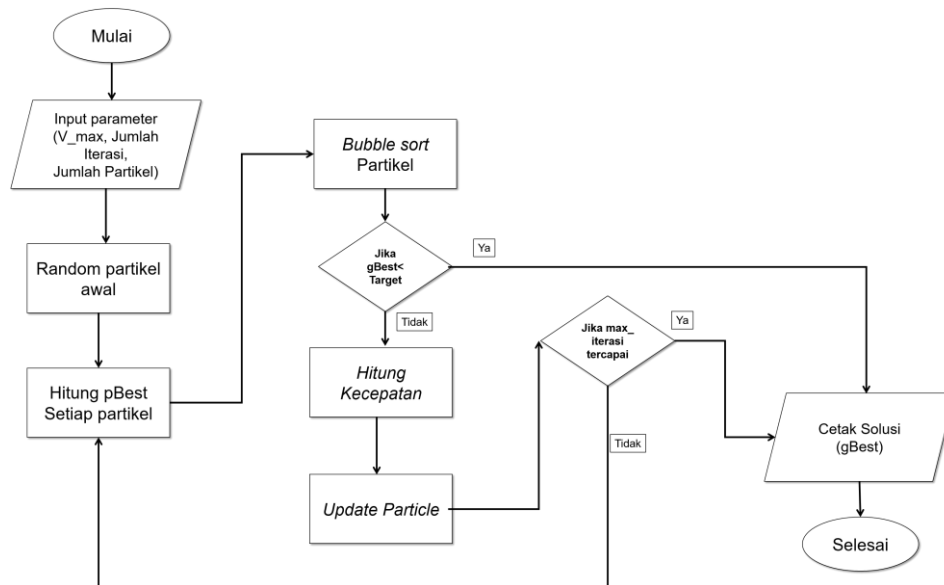 Mulai
Input parameter
(V_max, Jumlah
Iterasi,
Jumlah Partikel)
Random partikel
awal
Hitung pBest
Setiap partikel
Bubble sort
Partikel
Jika
gBest<
Target
Ya
Tidak
Hitung
Kecepatan
Update Particle
Jika max_
iterasi
tercapai
Ya
Tidak
Cetak Solusi
(gBest)
Selesai